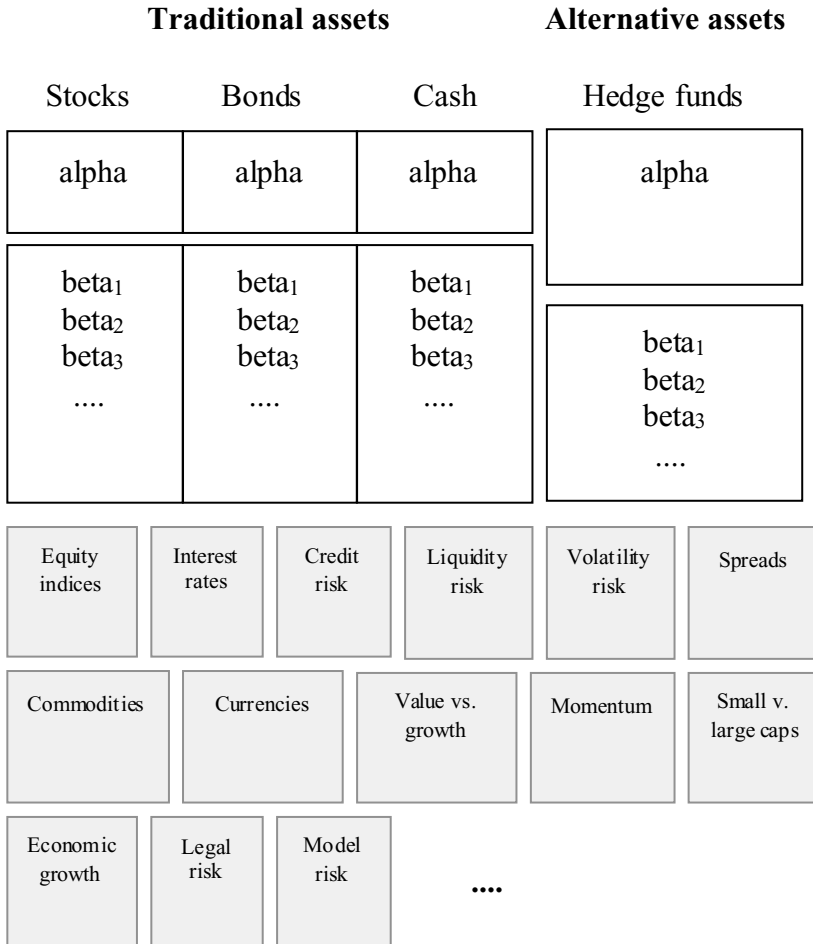 Traditional assets Alternative assets
Stocks Bonds Cash Hedge funds
alpha alpha alpha alpha
beta₁ beta₁ beta₁
beta₂ beta₂ beta₂
beta₃ beta₃ beta₃
.... .... ....
beta₁
beta₂
beta₃
....
Equity
indices
Interest
rates
Credit
risk
Liquidity
risk
Volatility
risk
Spreads
Commodities
Currencies
Value vs.
growth
Momentum
Small v.
large caps
Economic
growth
Legal
risk
Model
risk
....